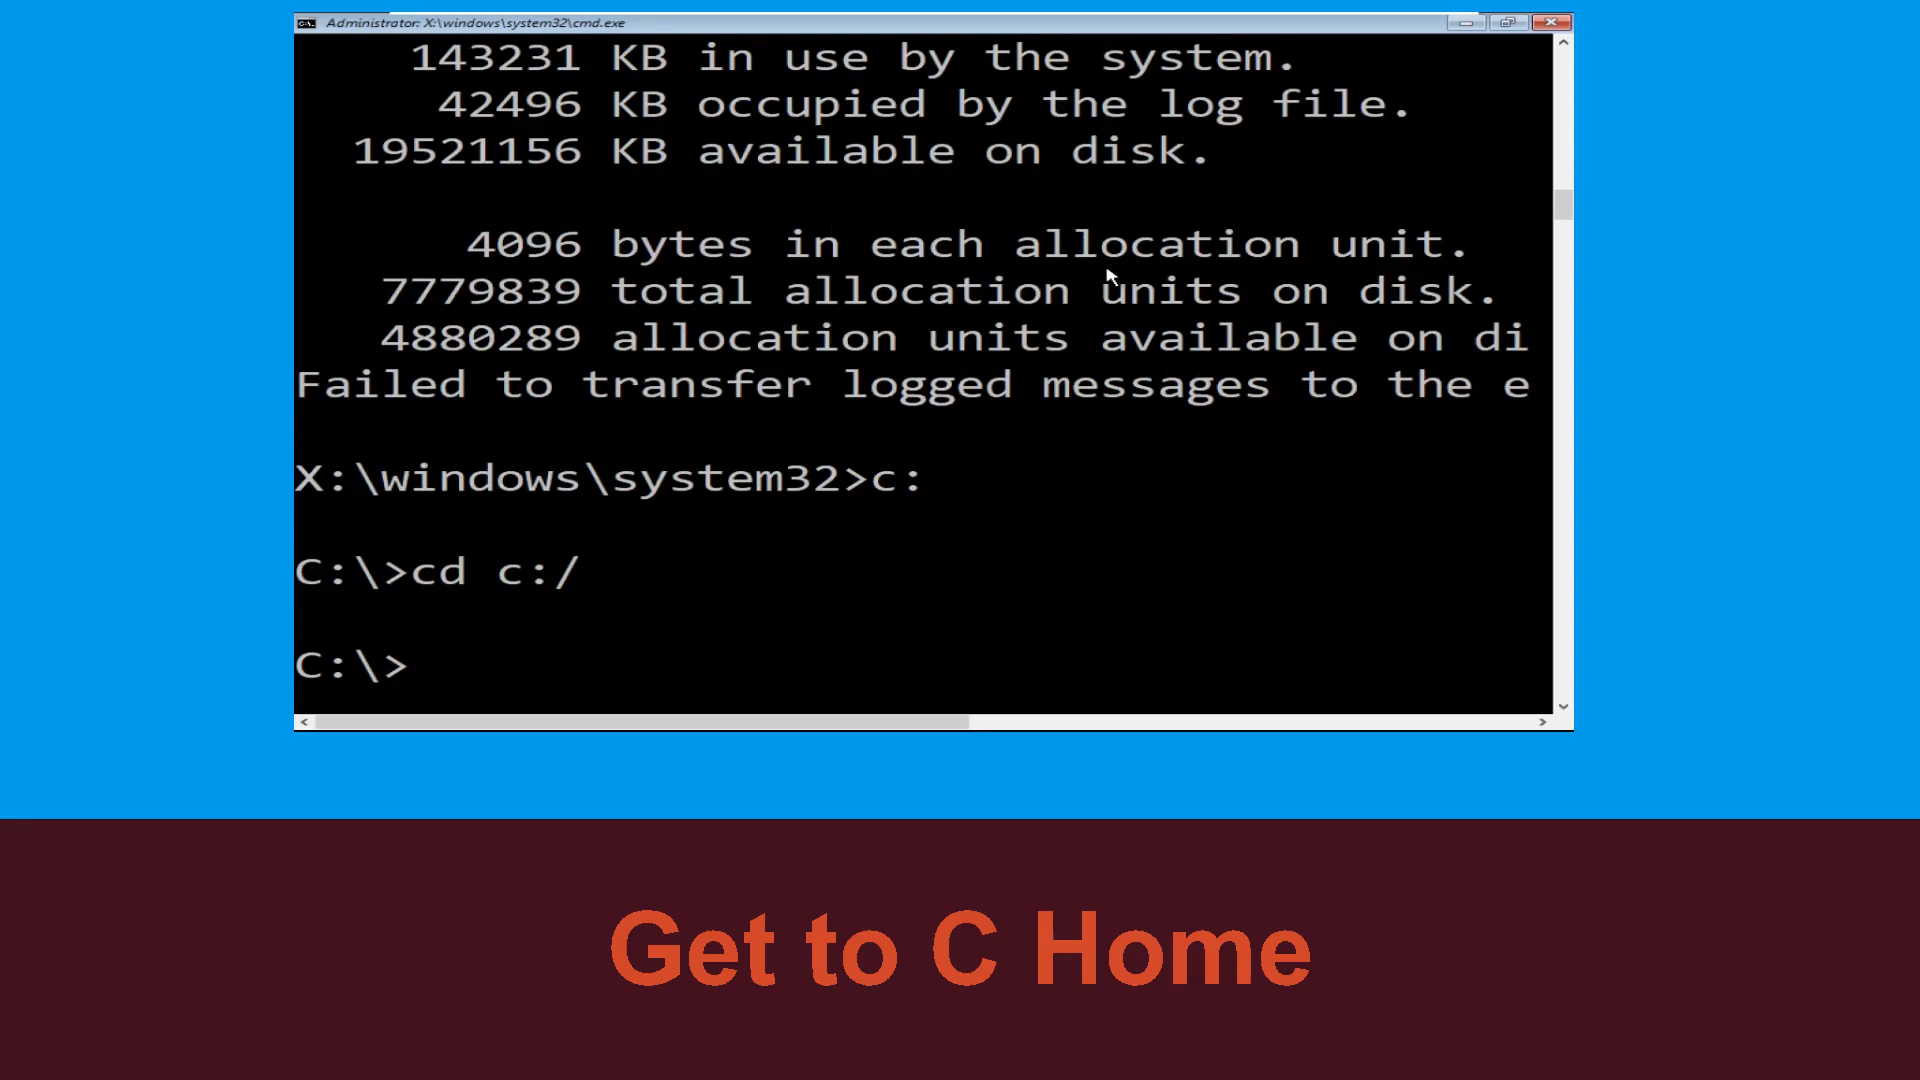 Administrator: X:\windows\system32\cmd.exe
143231 KB in use by the system.
42496 KB occupied by the log file.
19521156 KB available on disk.
4096 bytes in each allocation unit.
7779839 total allocation units on disk.
4880289 allocation units available on di
Failed to transfer logged messages to the e
X:\windows\system32>c:
C:\>cd c:/
C:\>
Get to C Home